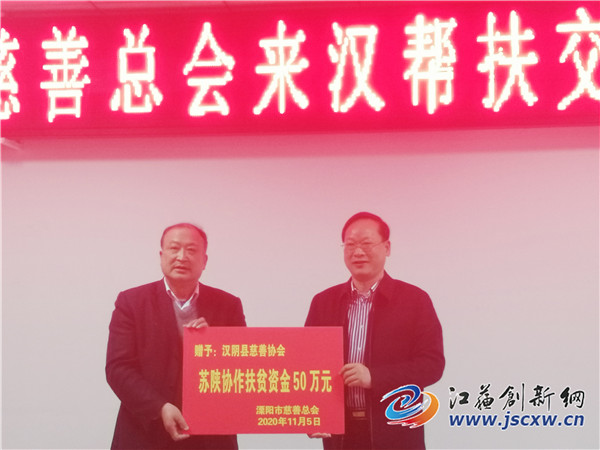 慈善总会来汉帮扶交
赠予：汉阴县慈善协会
苏陕协作扶贫资金50万元
溧阳市慈善总会
2020年11月5日
江苏创新網
www.jscxw.cn